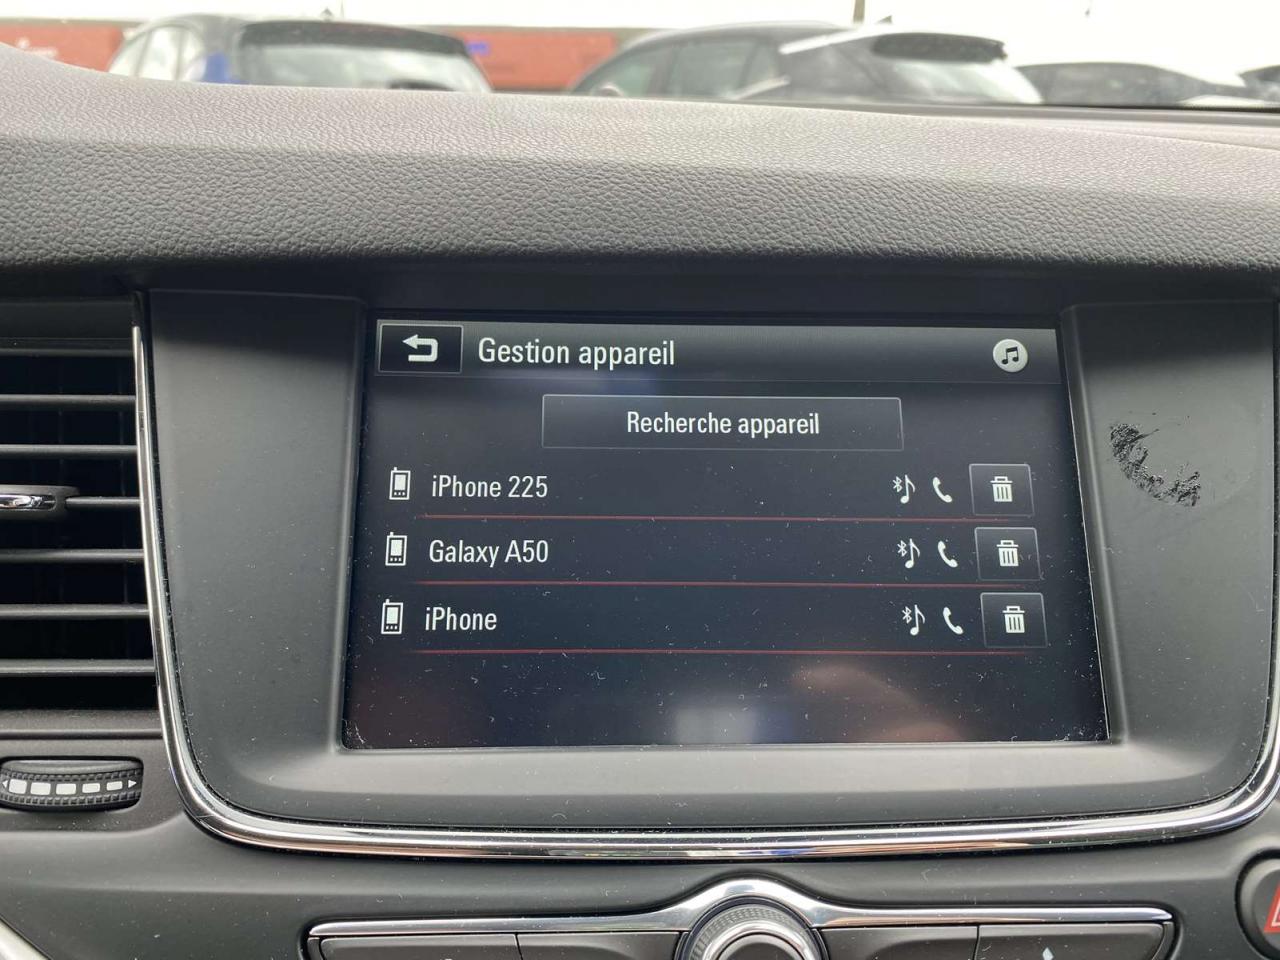 Gestion appareil
Recherche appareil
iPhone 225
Galaxy A50
iPhone